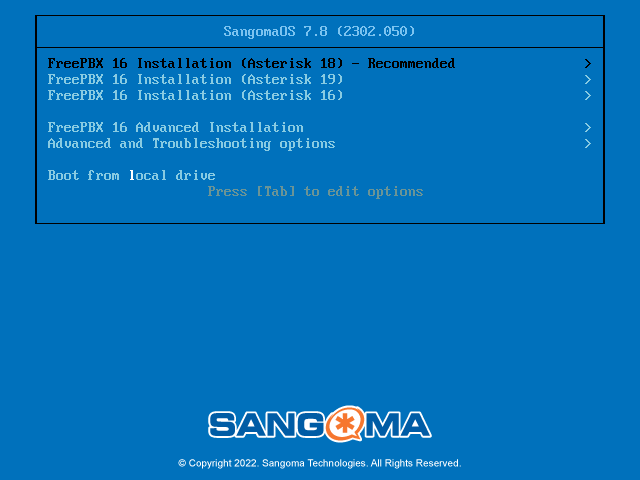 SangomaOS 7.8 (2302.050)
FreePBX 16 Installation (Asterisk 18) - Recommended >
FreePBX 16 Installation (Asterisk 19) >
FreePBX 16 Installation (Asterisk 16) >
FreePBX 16 Advanced Installation >
Advanced and Troubleshooting options >
Boot from local drive
Press [Tab] to edit options
SANGOMA
© Copyright 2022. Sangoma Technologies. All Rights Reserved.